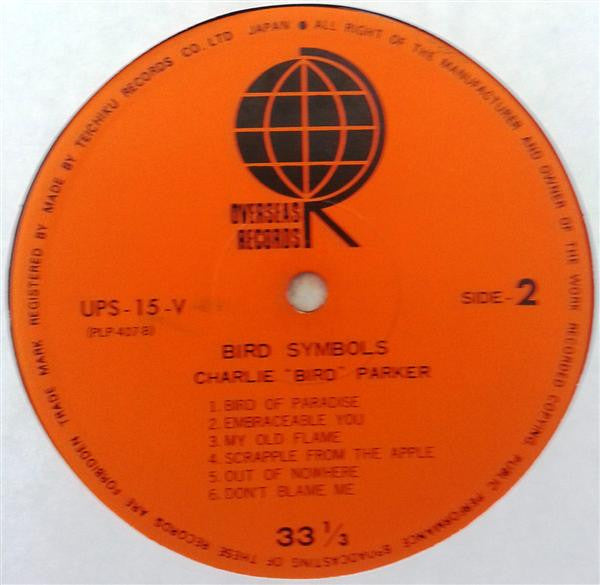 TRADE MARK REGISTERED BY MADE BY TEICHIKU RECORDS CO. LTD JAPAN ● ALL RIGHT OF THE MANUFACTURER AND OWNER OF THE WORK RECORDED COPYING PUBLIC PERFORMANCE BROADCASTING OF THESE RECORDS ARE FORBIDDEN
OVERSEAS
RECORDS
UPS-15-V
(PLP-407-B)
SIDE-2
BIRD SYMBOLS
CHARLIE "BIRD" PARKER
1. BIRD OF PARADISE
2. EMBRACEABLE YOU
3. MY OLD FLAME
4. SCRAPPLE FROM THE APPLE
5. OUT OF NOWHERE
6. DON'T BLAME ME
33 1/3